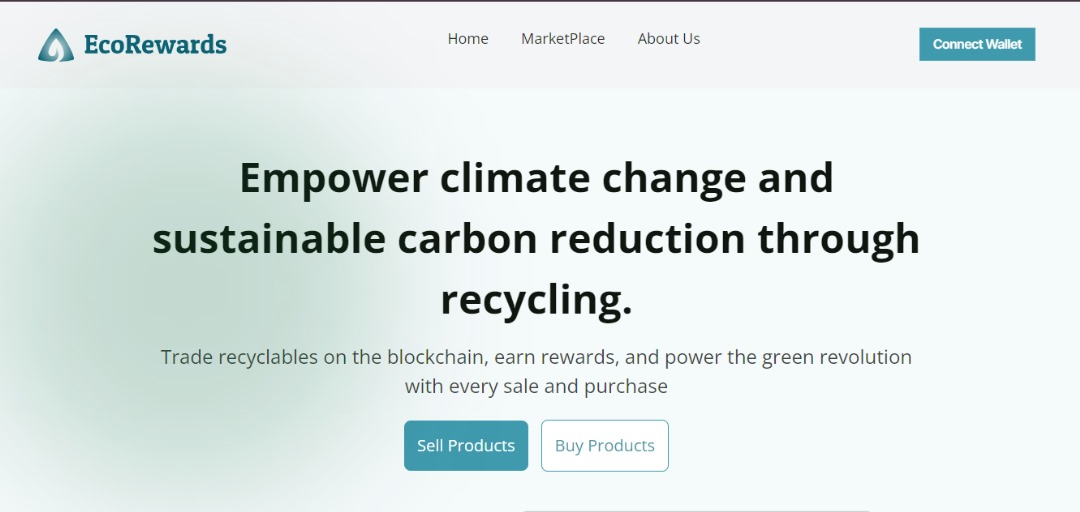 EcoRewards
Home MarketPlace About Us
Connect Wallet
Empower climate change and
sustainable carbon reduction through
recycling.
Trade recyclables on the blockchain, earn rewards, and power the green revolution
with every sale and purchase
Sell Products Buy Products